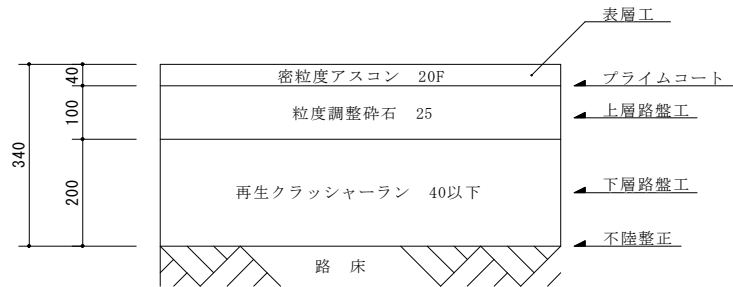 表層工
密粒度アスコン 20F
プライムコート
粒度調整砕石 25
上層路盤工
再生クラッシャーラン 40以下
下層路盤工
不陸整正
路 床
40
100
200
340